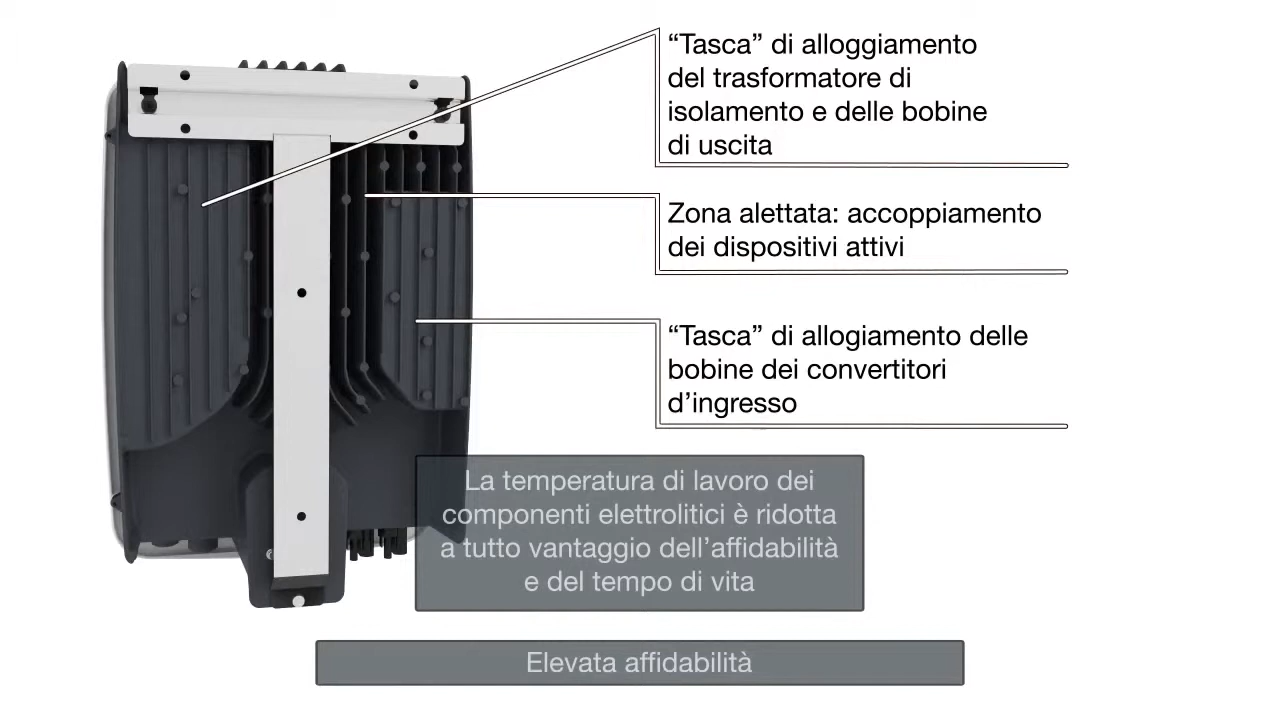 “Tasca” di alloggiamento
del trasformatore di
isolamento e delle bobine
di uscita
Zona alettata: accoppiamento
dei dispositivi attivi
“Tasca” di allogiamento delle
bobine dei convertitori
d’ingresso
La temperatura di lavoro dei
componenti elettrolitici è ridotta
a tutto vantaggio dell’affidabilità
e del tempo di vita
Elevata affidabilità